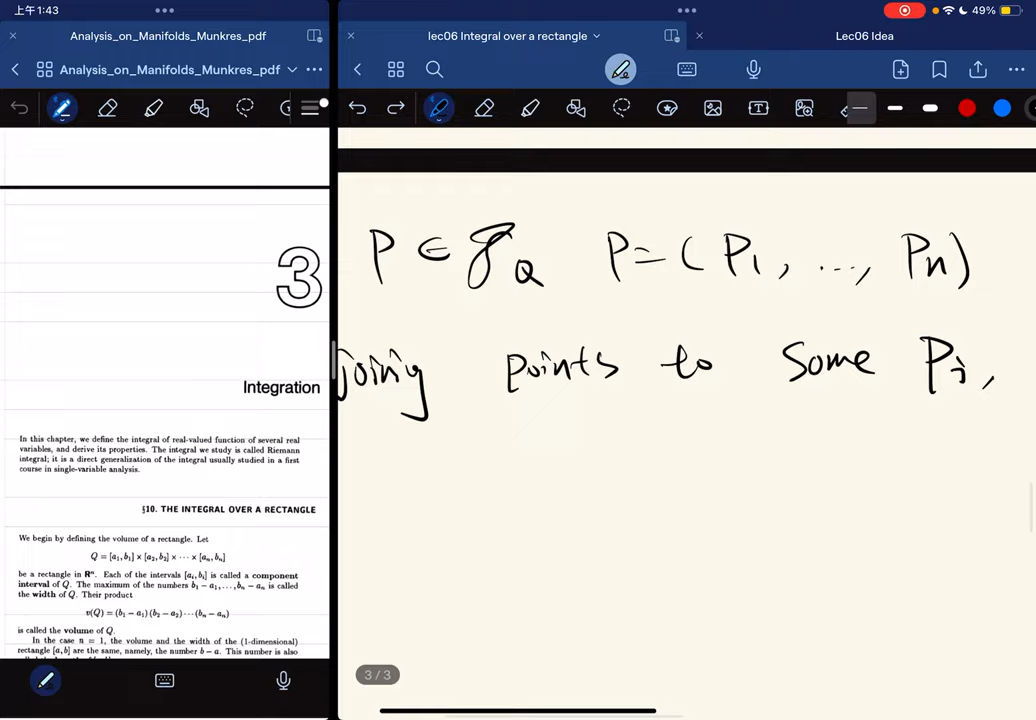 上午1:43
49%
Analysis_on_Manifolds_Munkres_pdf
lec06 Integral over a rectangle
Lec06 Idea
Analysis_on_Manifolds_Munkres_pdf
3
Integration
In this chapter, we define the integral of real-valued function of several real
variables, and derive its properties. The integral we study is called Riemann
integral; it is a direct generalization of the integral usually studied in a first
course in single-variable analysis.
§10. THE INTEGRAL OVER A RECTANGLE
We begin by defining the volume of a rectangle. Let
Q = [a₁, b₁] × [a₂, b₂] × ··· × [aₙ, bₙ]
be a rectangle in Rⁿ. Each of the intervals [aᵢ, bᵢ] is called a component
interval of Q. The maximum of the numbers b₁ − a₁, ..., bₙ − aₙ is called
the width of Q. Their product
v(Q) = (b₁ − a₁)(b₂ − a₂) ··· (bₙ − aₙ)
is called the volume of Q.
In the case n = 1, the volume and the width of the (1-dimensional)
rectangle [a, b] are the same, namely, the number b − a. This number is also
P ∈ 𝒫_Q P = (P₁, ..., Pₙ)
joing points to some Pᵢ,
3 / 3